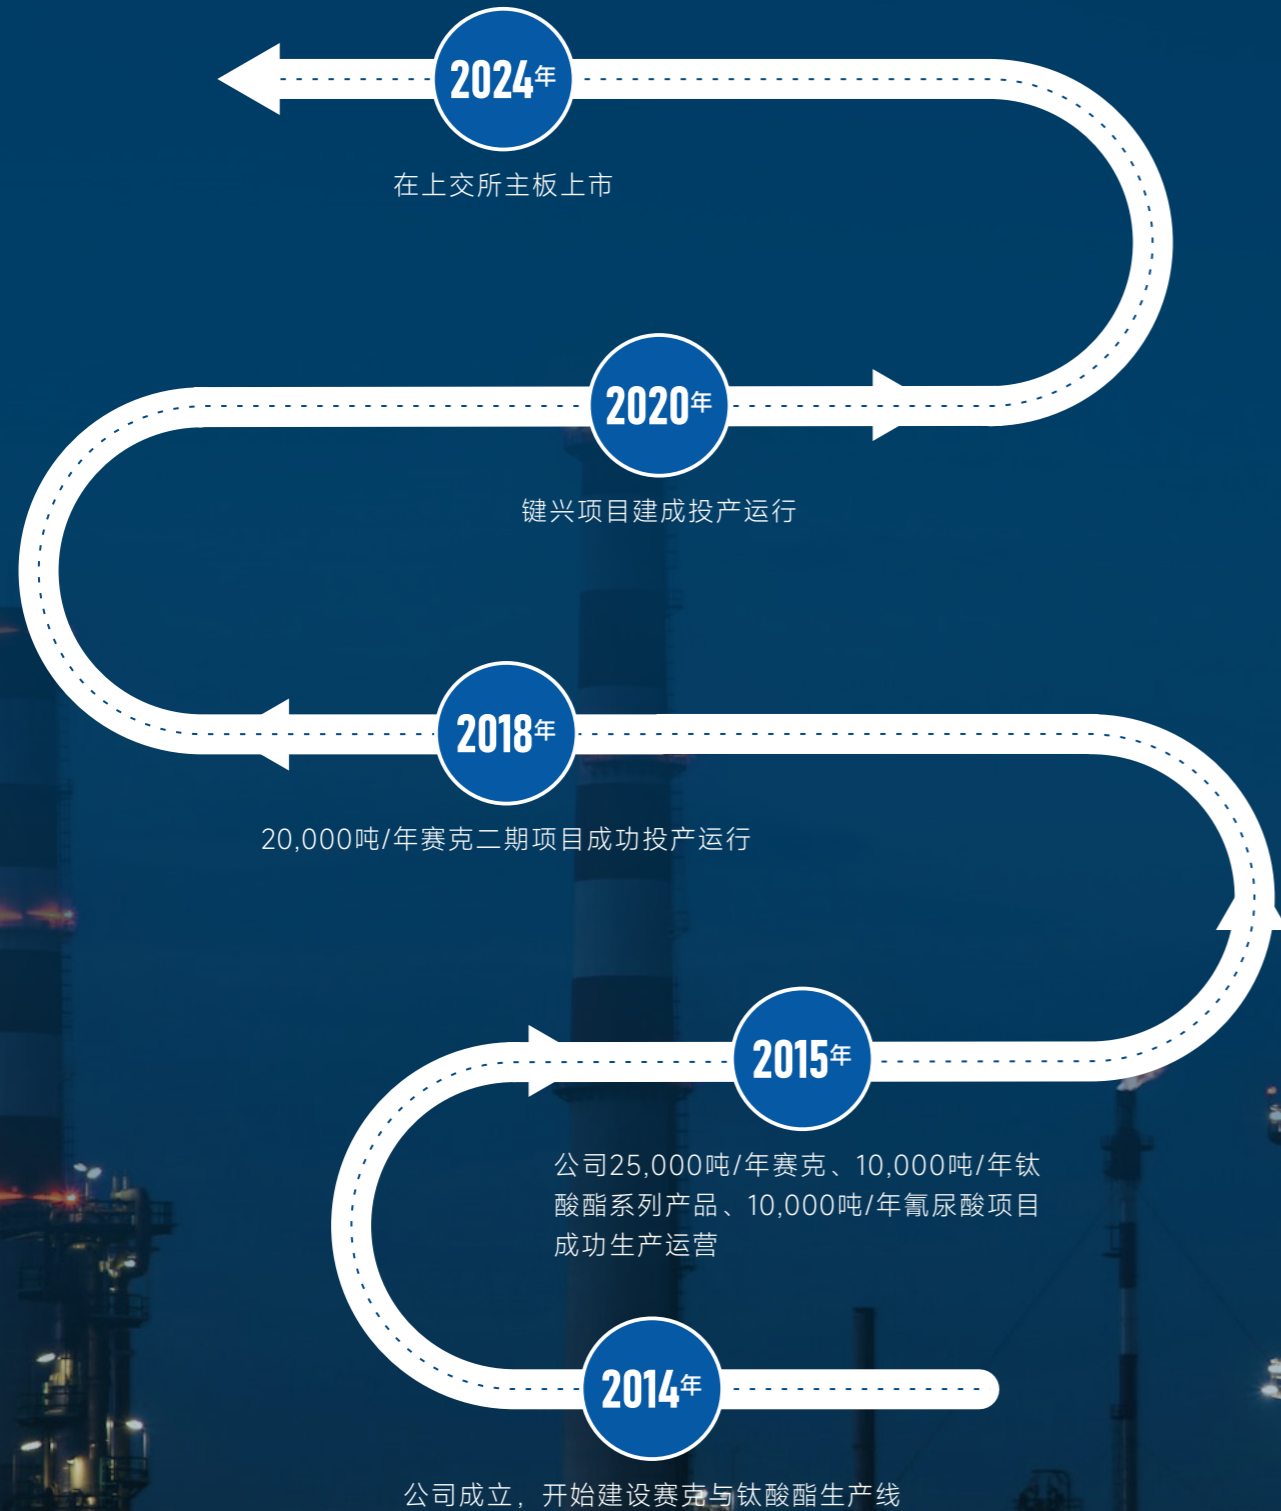 2024年
在上交所主板上市
2020年
键兴项目建成投产运行
2018年
20,000吨/年赛克二期项目成功投产运行
2015年
公司25,000吨/年赛克、10,000吨/年钛
酸酯系列产品、10,000吨/年氰尿酸项目
成功生产运营
2014年
公司成立，开始建设赛克与钛酸酯生产线